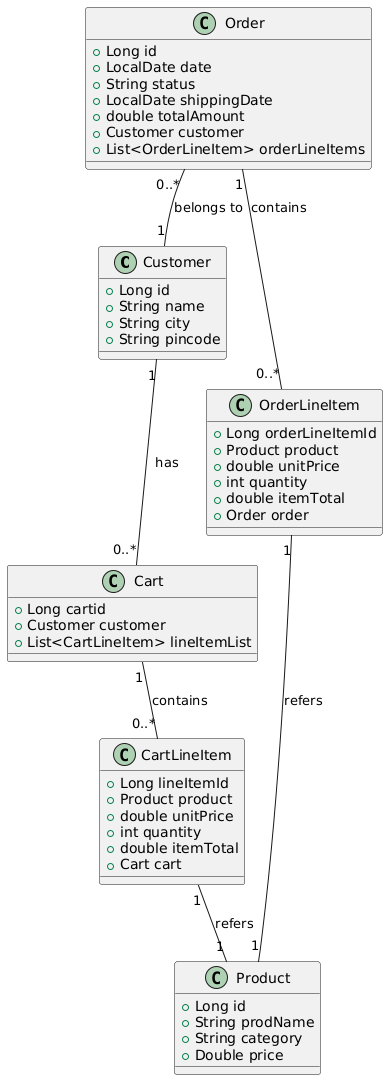 C Order
Long id
LocalDate date
String status
LocalDate shippingDate
double totalAmount
Customer customer
List<OrderLineItem> orderLineItems
0..*
1
belongs to
contains
1
0..*
C Customer
Long id
String name
String city
String pincode
1
has
0..*
C OrderLineItem
Long orderLineItemId
Product product
double unitPrice
int quantity
double itemTotal
Order order
1
refers
1
C Cart
Long cartid
Customer customer
List<CartLineItem> lineItemList
1
contains
0..*
C CartLineItem
Long lineItemId
Product product
double unitPrice
int quantity
double itemTotal
Cart cart
1
refers
1
C Product
Long id
String prodName
String category
Double price